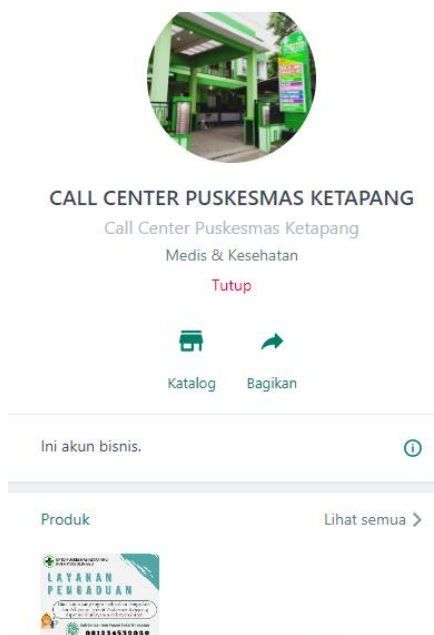 CALL CENTER PUSKESMAS KETAPANG
Call Center Puskesmas Ketapang
Medis & Kesehatan
Tutup
Katalog Bagikan
Ini akun bisnis.
Produk Lihat semua >
LAYANAN
PENGADUAN